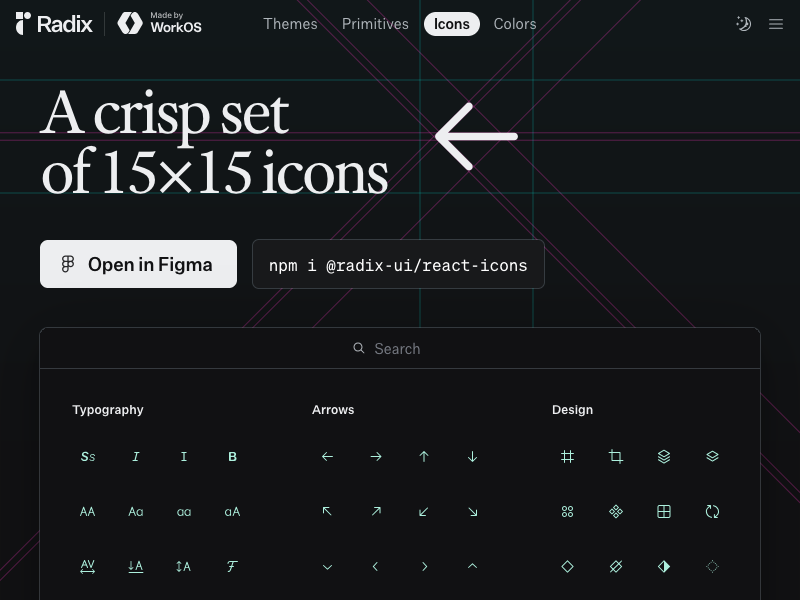 Radix
Made by
WorkOS
Themes
Primitives
Icons
Colors
A crisp set
of 15×15 icons
Open in Figma
npm i @radix-ui/react-icons
Search
Typography
Arrows
Design
Ss
I
I
B
AA
Aa
aa
aA
AV
A
A
F